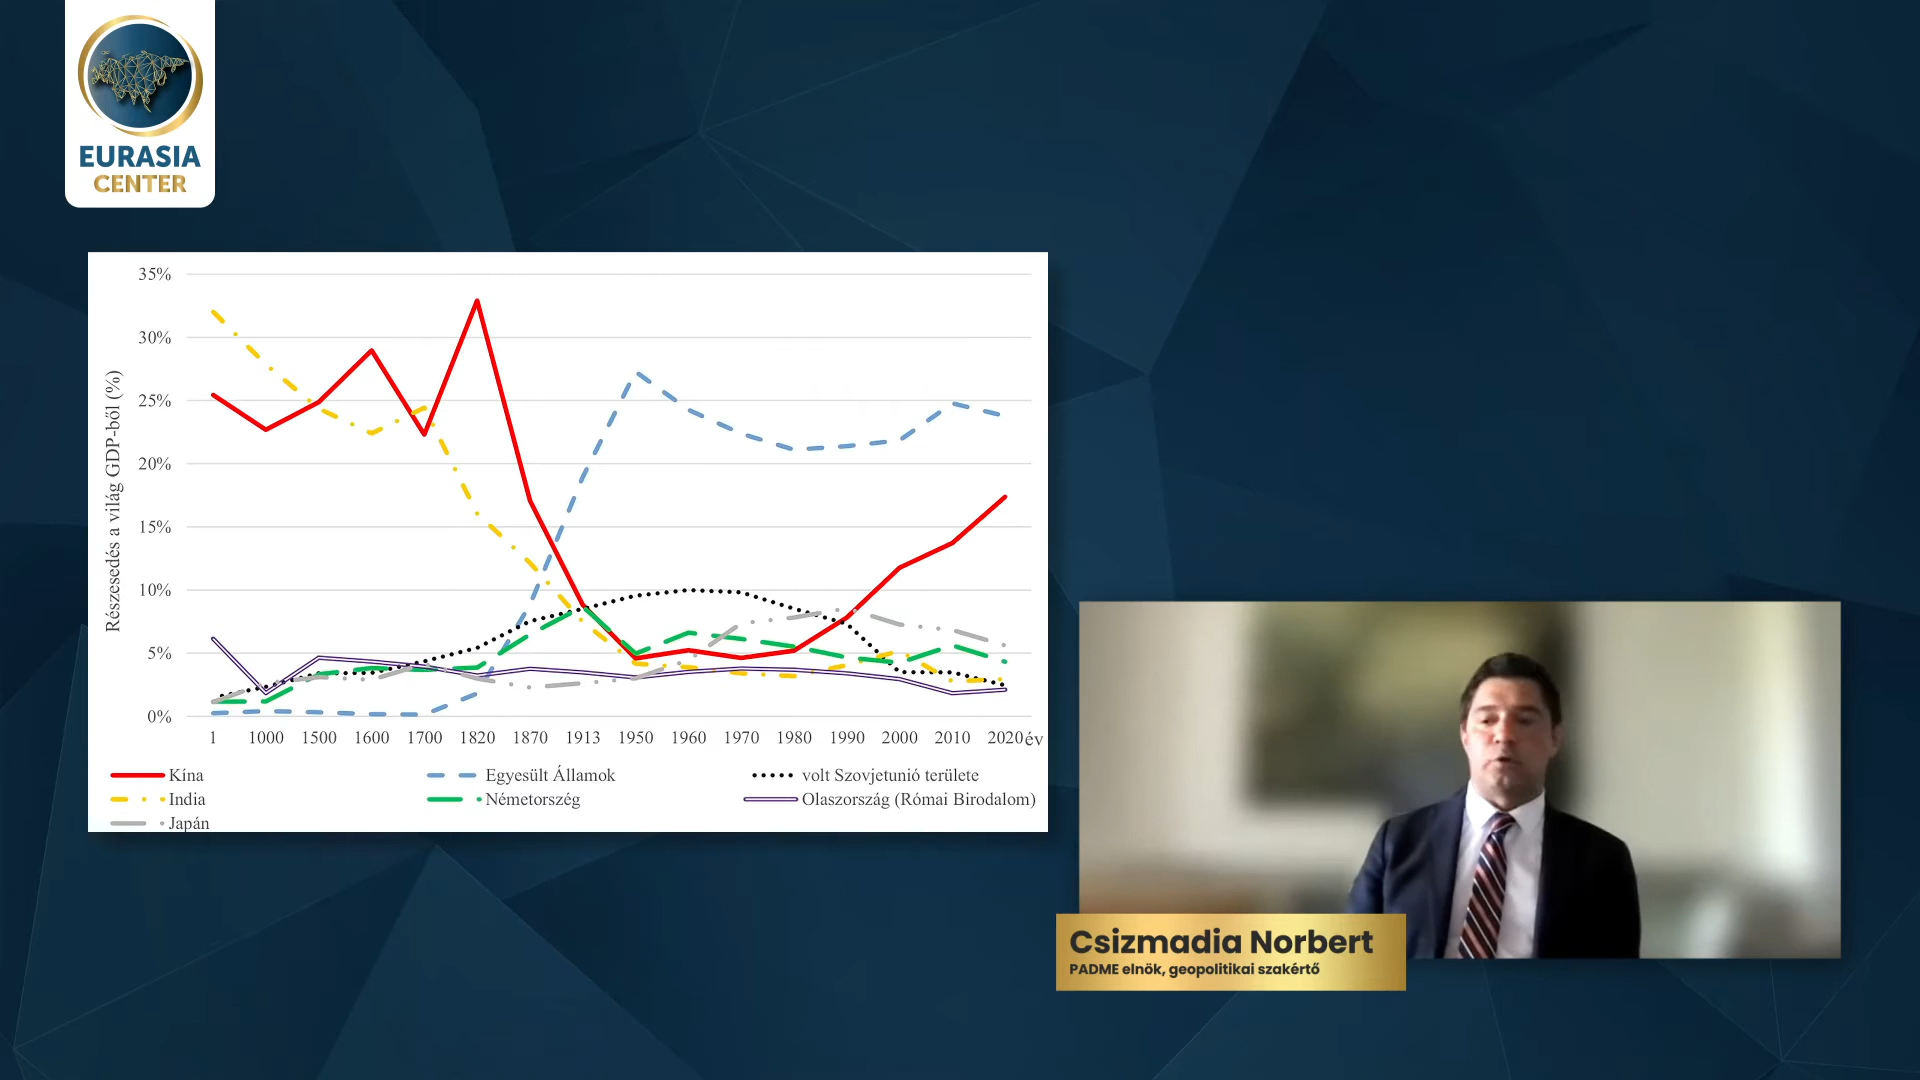 EURASIA
CENTER
Részesedés a világ GDP-ből (%)
35%
30%
25%
20%
15%
10%
5%
0%
1 1000 1500 1600 1700 1820 1870 1913 1950 1960 1970 1980 1990 2000 2010 2020 év
Kína Egyesült Államok volt Szovjetunió területe
India Németország Olaszország (Római Birodalom)
Japán
Csizmadia Norbert
PADME elnök, geopolitikai szakértő